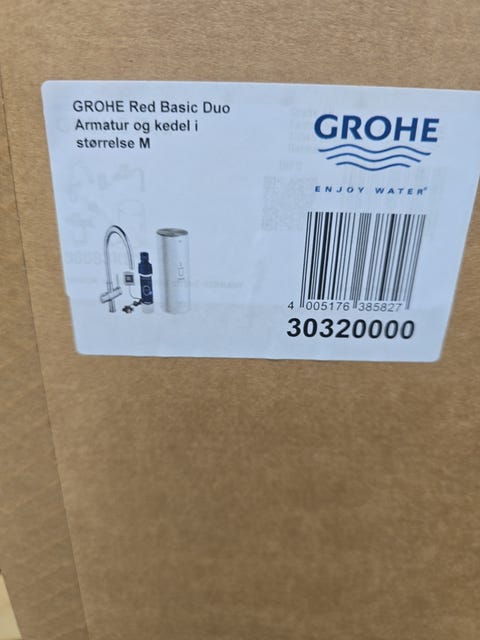 GROHE Red Basic Duo
Armatur og kedel i
størrelse M
GROHE
ENJOY WATER®
4 005176 385827
30320000